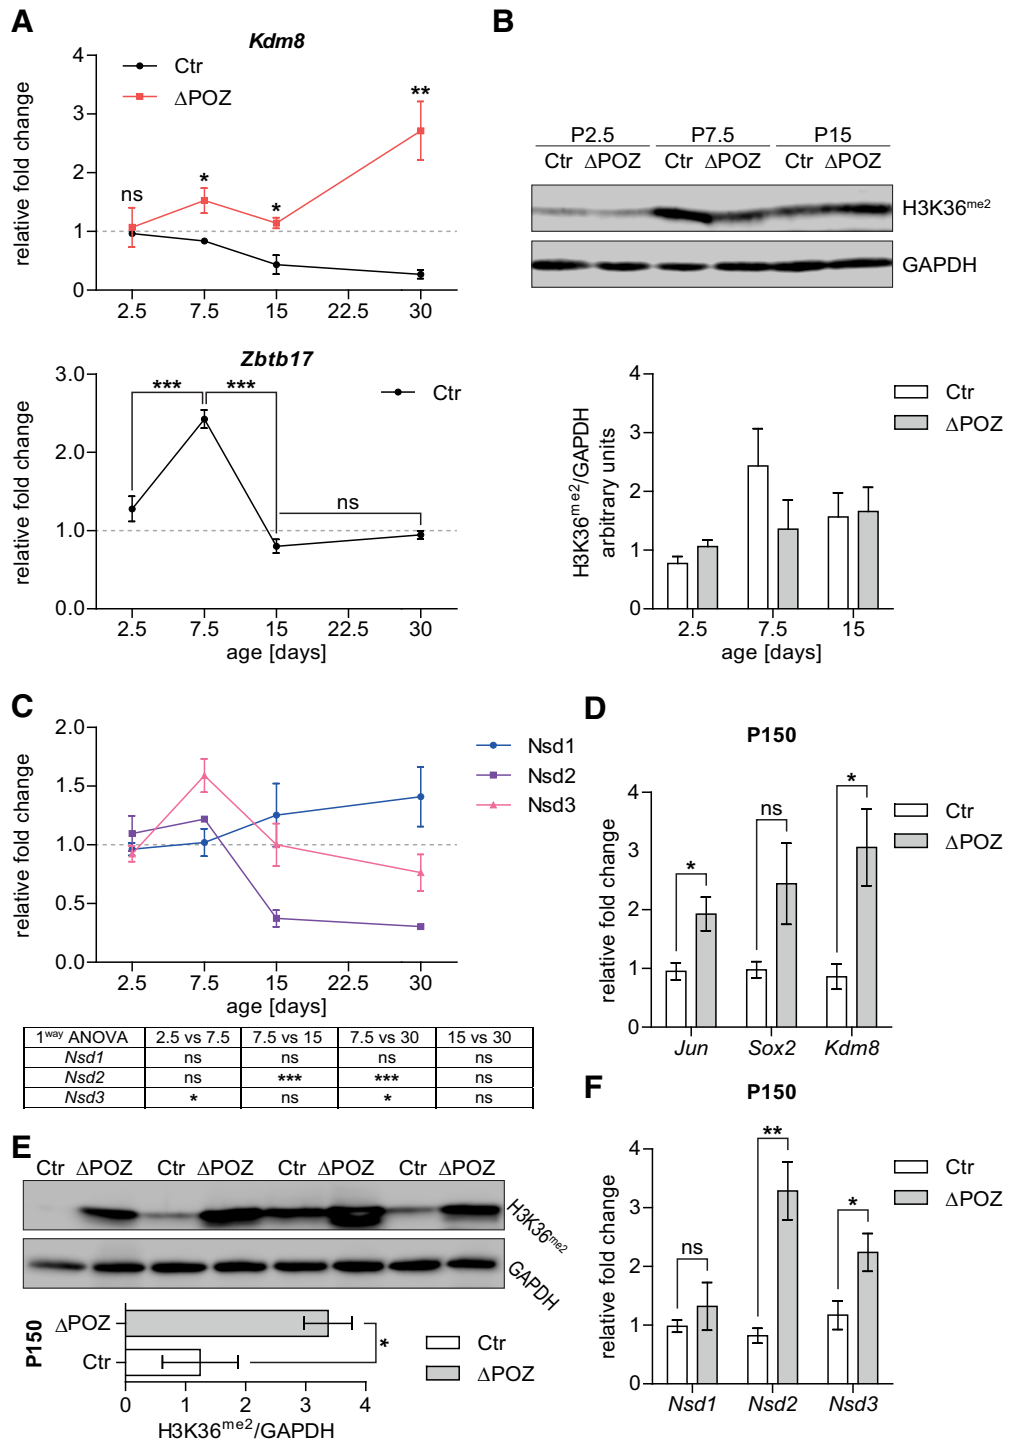 A
Kdm8
relative fold change
4
3
2
1
0
Ctr
ΔPOZ
ns
*
*
**
2.5 7.5 15 22.5 30
Zbtb17
relative fold change
3.0
2.0
1.0
0.0
*** ***
ns
Ctr
2.5 7.5 15 22.5 30
age [days]
B
P2.5 P7.5 P15
Ctr ΔPOZ Ctr ΔPOZ Ctr ΔPOZ
H3K36me2
GAPDH
H3K36me2/GAPDH
arbitrary units
4
3
2
1
0
Ctr
ΔPOZ
2.5 7.5 15
age [days]
C
relative fold change
2.0
1.5
1.0
0.5
0.0
Nsd1
Nsd2
Nsd3
2.5 7.5 15 22.5 30
age [days]
1way ANOVA 2.5 vs 7.5 7.5 vs 15 7.5 vs 30 15 vs 30
Nsd1 ns ns ns ns
Nsd2 ns *** *** ns
Nsd3 * ns * ns
D
P150
relative fold change
4
3
2
1
0
*
ns
*
Ctr
ΔPOZ
Jun Sox2 Kdm8
E
Ctr ΔPOZ Ctr ΔPOZ Ctr ΔPOZ Ctr ΔPOZ
H3K36me2
GAPDH
P150
ΔPOZ
Ctr
*
Ctr
ΔPOZ
0 1 2 3 4
H3K36me2/GAPDH
F
P150
relative fold change
4
3
2
1
0
ns
**
*
Ctr
ΔPOZ
Nsd1 Nsd2 Nsd3